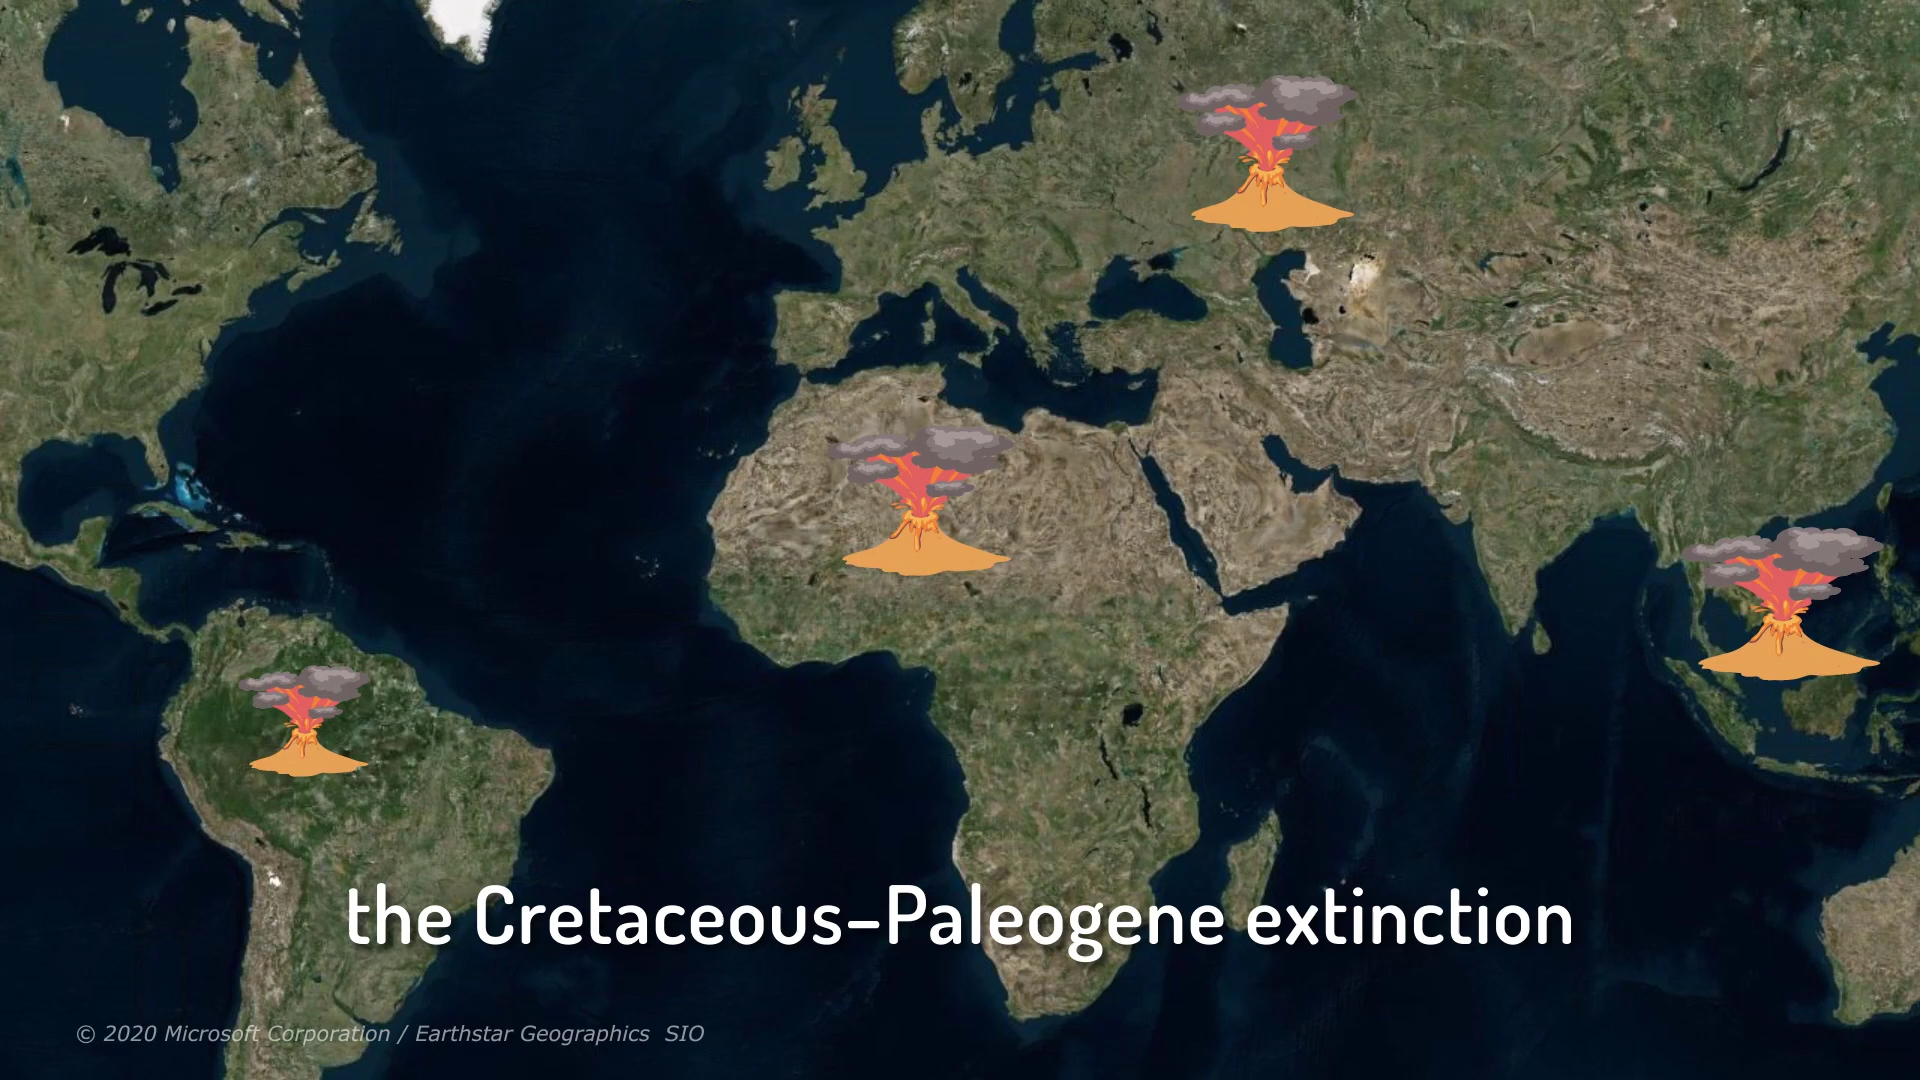 the Cretaceous–Paleogene extinction
© 2020 Microsoft Corporation / Earthstar Geographics SIO